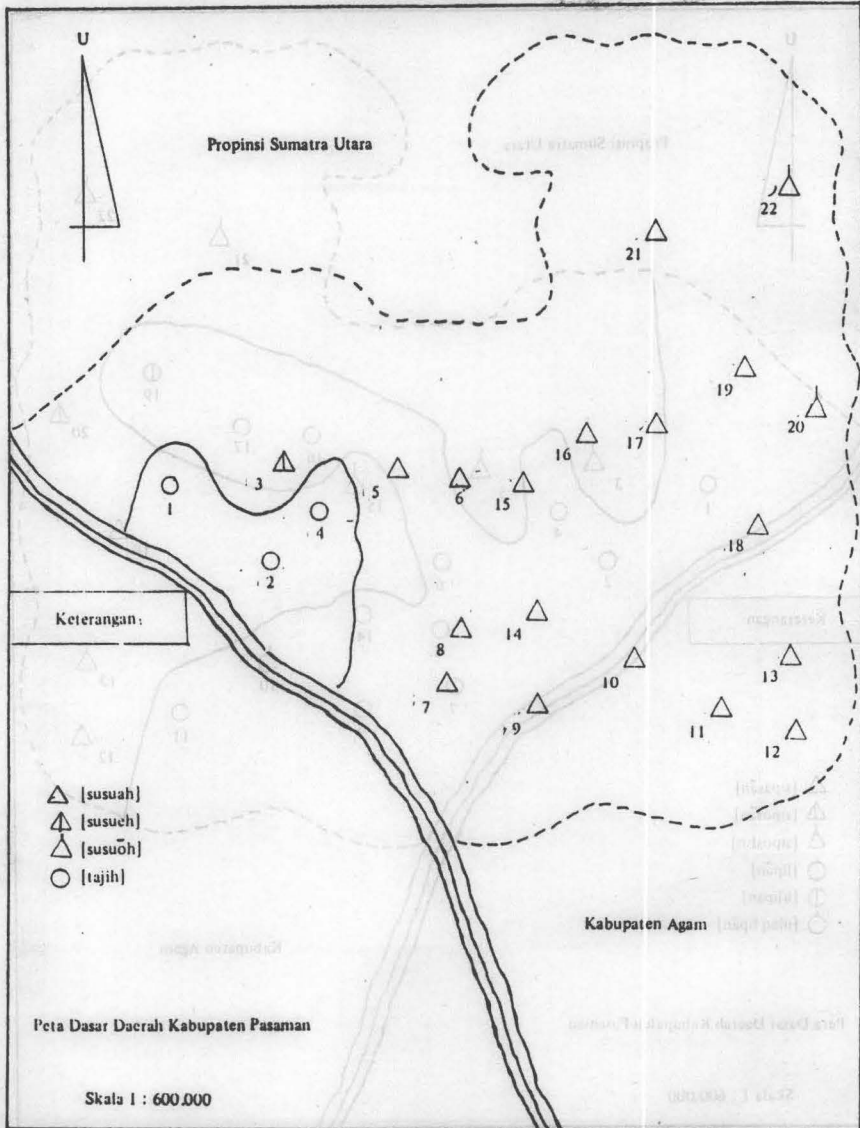 U
Propinsi Sumatra Utara
22
21
19
20
17
16
3
5
6
15
1
4
18
2
Keterangan :
14
8
10
13
7
9
11
12
[susuah]
[susueh]
[susuōh]
[tajih]
Kabupaten Agam
Peta Dasar Daerah Kabupaten Pasaman
Skala 1 : 600.000